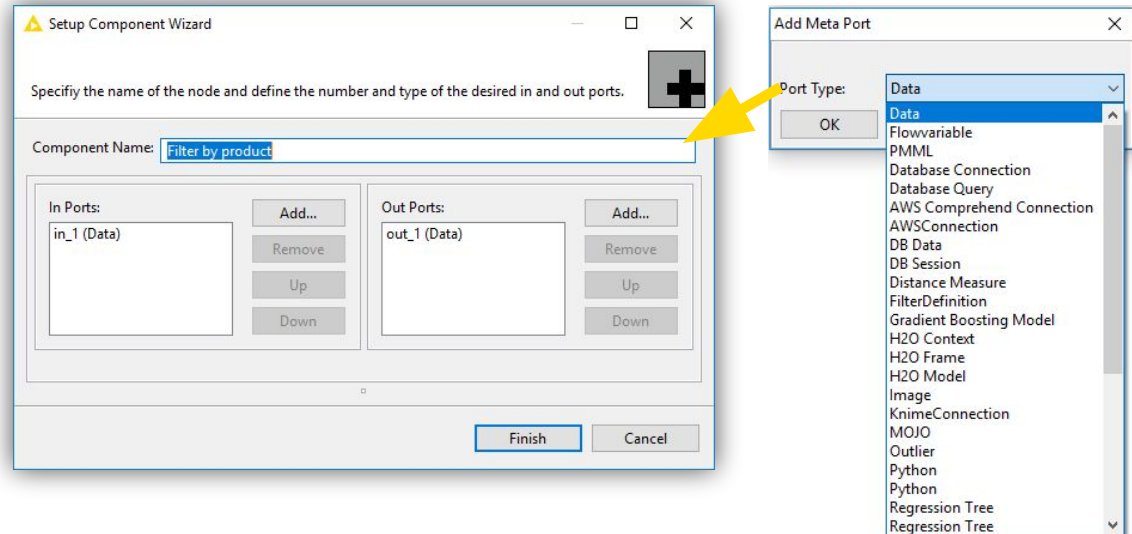 Setup Component Wizard
Specifiy the name of the node and define the number and type of the desired in and out ports.
Component Name: Filter by product
In Ports:
in_1 (Data)
Add...
Remove
Up
Down
Out Ports:
out_1 (Data)
Add...
Remove
Up
Down
Finish
Cancel
Add Meta Port
Port Type: Data
OK
Data
Flowvariable
PMML
Database Connection
Database Query
AWS Comprehend Connection
AWSConnection
DB Data
DB Session
Distance Measure
FilterDefinition
Gradient Boosting Model
H2O Context
H2O Frame
H2O Model
Image
KnimeConnection
MOJO
Outlier
Python
Python
Regression Tree
Regression Tree